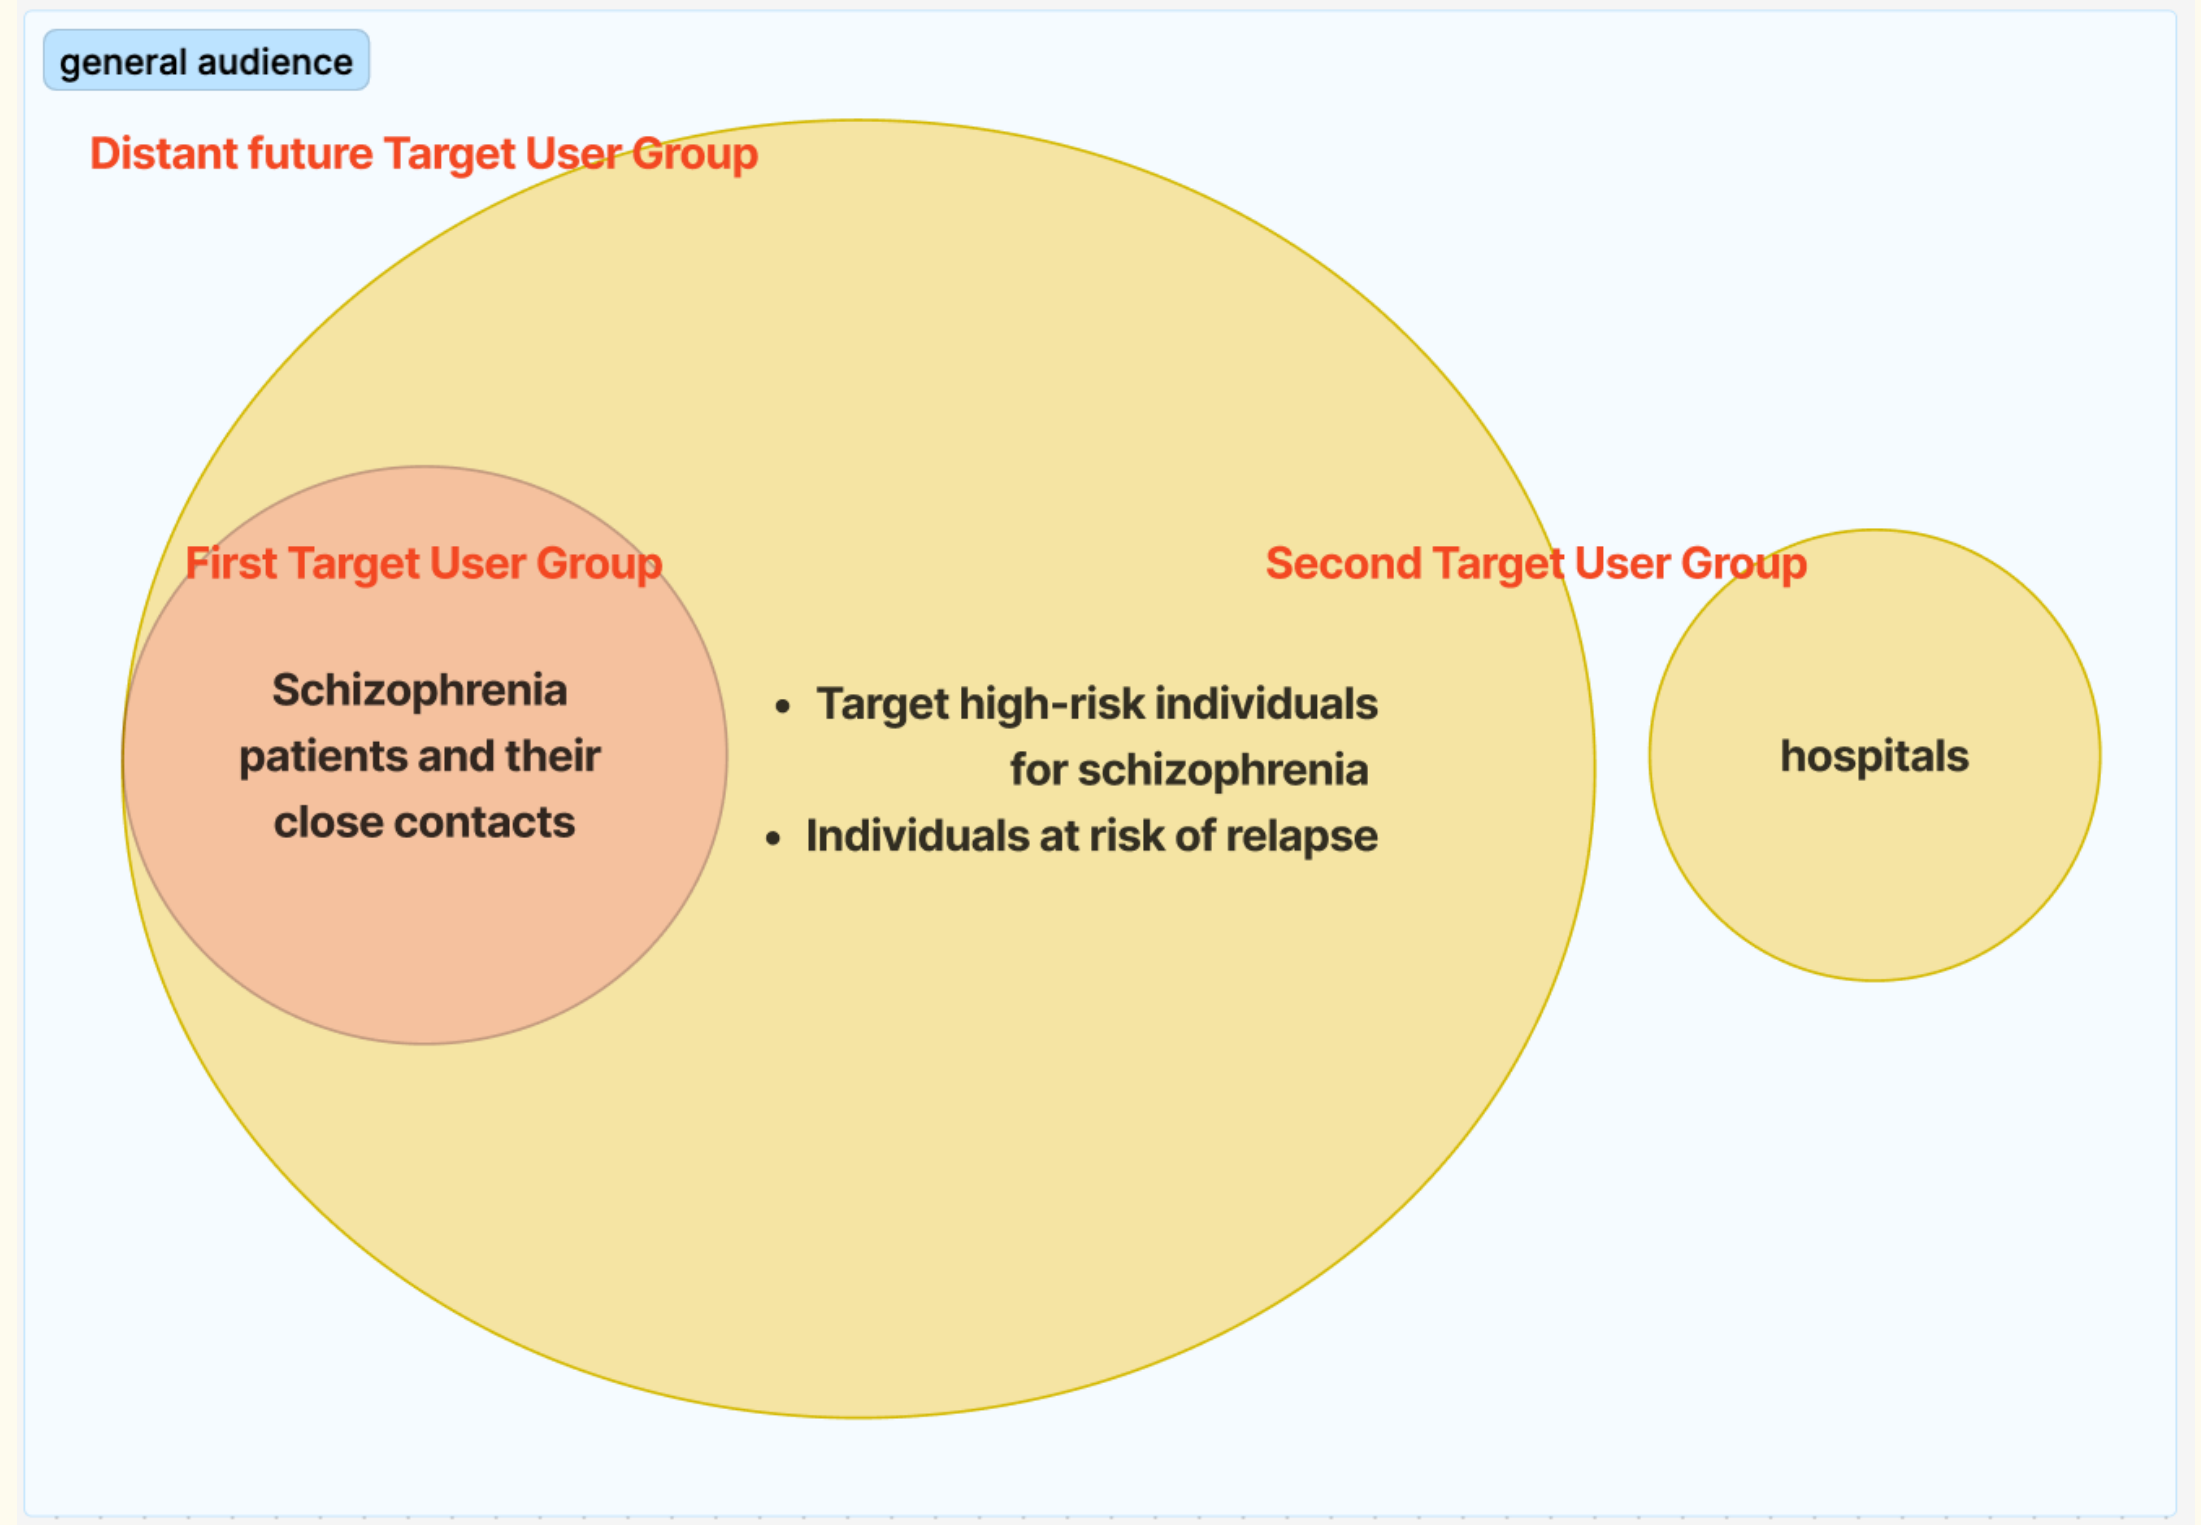 general audience
Distant future Target User Group
First Target User Group
Second Target User Group
Schizophrenia
patients and their
close contacts
• Target high-risk individuals
for schizophrenia
• Individuals at risk of relapse
hospitals